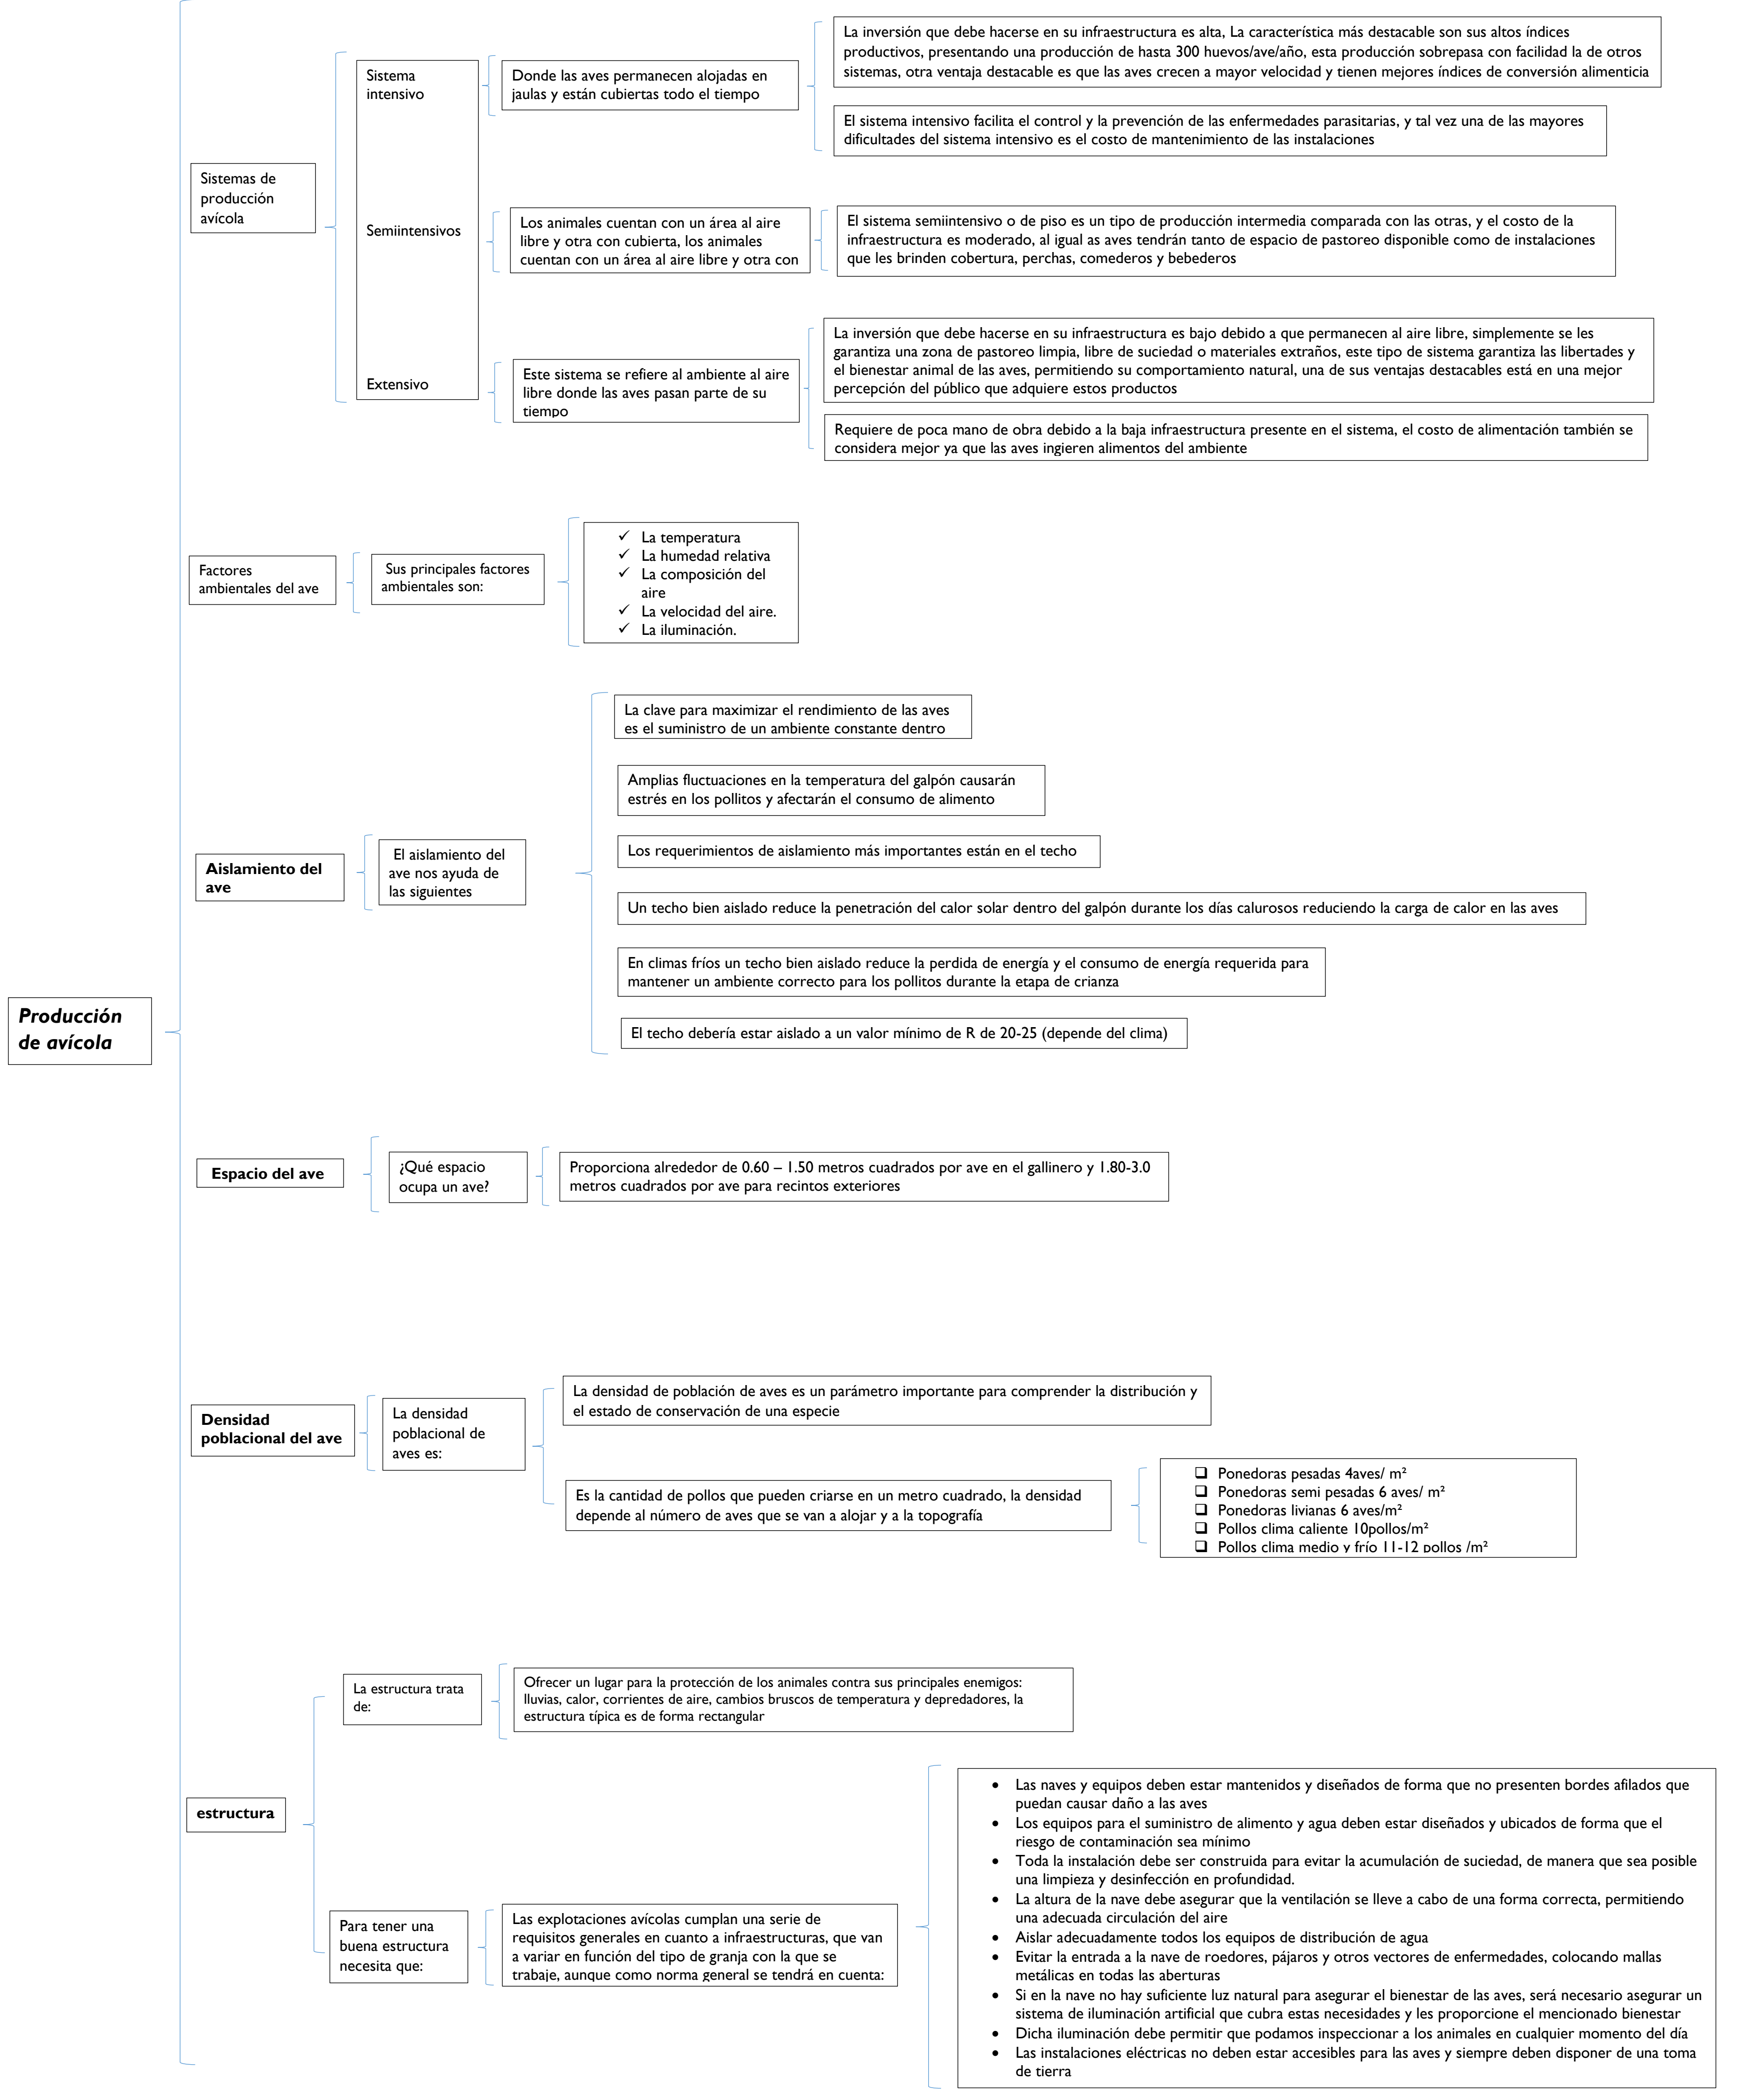 La inversión que debe hacerse en su infraestructura es alta, La característica más destacable son sus altos índices
productivos, presentando una producción de hasta 300 huevos/ave/año, esta producción sobrepasa con facilidad la de otros
sistemas, otra ventaja destacable es que las aves crecen a mayor velocidad y tienen mejores índices de conversión alimenticia
Sistema
intensivo
Donde las aves permanecen alojadas en
jaulas y están cubiertas todo el tiempo
El sistema intensivo facilita el control y la prevención de las enfermedades parasitarias, y tal vez una de las mayores
dificultades del sistema intensivo es el costo de mantenimiento de las instalaciones
Sistemas de
producción
avícola
Semiintensivos
Los animales cuentan con un área al aire
libre y otra con cubierta, los animales
cuentan con un área al aire libre y otra con
El sistema semiintensivo o de piso es un tipo de producción intermedia comparada con las otras, y el costo de la
infraestructura es moderado, al igual as aves tendrán tanto de espacio de pastoreo disponible como de instalaciones
que les brinden cobertura, perchas, comederos y bebederos
Extensivo
Este sistema se refiere al ambiente al aire
libre donde las aves pasan parte de su
tiempo
La inversión que debe hacerse en su infraestructura es bajo debido a que permanecen al aire libre, simplemente se les
garantiza una zona de pastoreo limpia, libre de suciedad o materiales extraños, este tipo de sistema garantiza las libertades y
el bienestar animal de las aves, permitiendo su comportamiento natural, una de sus ventajas destacables está en una mejor
percepción del público que adquiere estos productos
Requiere de poca mano de obra debido a la baja infraestructura presente en el sistema, el costo de alimentación también se
considera mejor ya que las aves ingieren alimentos del ambiente
Factores
ambientales del ave
Sus principales factores
ambientales son:
✓ La temperatura
✓ La humedad relativa
✓ La composición del
aire
✓ La velocidad del aire.
✓ La iluminación.
Aislamiento del
ave
El aislamiento del
ave nos ayuda de
las siguientes
La clave para maximizar el rendimiento de las aves
es el suministro de un ambiente constante dentro
Amplias fluctuaciones en la temperatura del galpón causarán
estrés en los pollitos y afectarán el consumo de alimento
Los requerimientos de aislamiento más importantes están en el techo
Un techo bien aislado reduce la penetración del calor solar dentro del galpón durante los días calurosos reduciendo la carga de calor en las aves
En climas fríos un techo bien aislado reduce la perdida de energía y el consumo de energía requerida para
mantener un ambiente correcto para los pollitos durante la etapa de crianza
El techo debería estar aislado a un valor mínimo de R de 20-25 (depende del clima)
Producción
de avícola
Espacio del ave
¿Qué espacio
ocupa un ave?
Proporciona alrededor de 0.60 – 1.50 metros cuadrados por ave en el gallinero y 1.80-3.0
metros cuadrados por ave para recintos exteriores
Densidad
poblacional del ave
La densidad
poblacional de
aves es:
La densidad de población de aves es un parámetro importante para comprender la distribución y
el estado de conservación de una especie
Es la cantidad de pollos que pueden criarse en un metro cuadrado, la densidad
depende al número de aves que se van a alojar y a la topografía
❑ Ponedoras pesadas 4aves/ m²
❑ Ponedoras semi pesadas 6 aves/ m²
❑ Ponedoras livianas 6 aves/m²
❑ Pollos clima caliente 10pollos/m²
❑ Pollos clima medio y frío 11-12 pollos /m²
estructura
La estructura trata
de:
Ofrecer un lugar para la protección de los animales contra sus principales enemigos:
lluvias, calor, corrientes de aire, cambios bruscos de temperatura y depredadores, la
estructura típica es de forma rectangular
Para tener una
buena estructura
necesita que:
Las explotaciones avícolas cumplan una serie de
requisitos generales en cuanto a infraestructuras, que van
a variar en función del tipo de granja con la que se
trabaje, aunque como norma general se tendrá en cuenta:
• Las naves y equipos deben estar mantenidos y diseñados de forma que no presenten bordes afilados que
puedan causar daño a las aves
• Los equipos para el suministro de alimento y agua deben estar diseñados y ubicados de forma que el
riesgo de contaminación sea mínimo
• Toda la instalación debe ser construida para evitar la acumulación de suciedad, de manera que sea posible
una limpieza y desinfección en profundidad.
• La altura de la nave debe asegurar que la ventilación se lleve a cabo de una forma correcta, permitiendo
una adecuada circulación del aire
• Aislar adecuadamente todos los equipos de distribución de agua
• Evitar la entrada a la nave de roedores, pájaros y otros vectores de enfermedades, colocando mallas
metálicas en todas las aberturas
• Si en la nave no hay suficiente luz natural para asegurar el bienestar de las aves, será necesario asegurar un
sistema de iluminación artificial que cubra estas necesidades y les proporcione el mencionado bienestar
• Dicha iluminación debe permitir que podamos inspeccionar a los animales en cualquier momento del día
• Las instalaciones eléctricas no deben estar accesibles para las aves y siempre deben disponer de una toma
de tierra